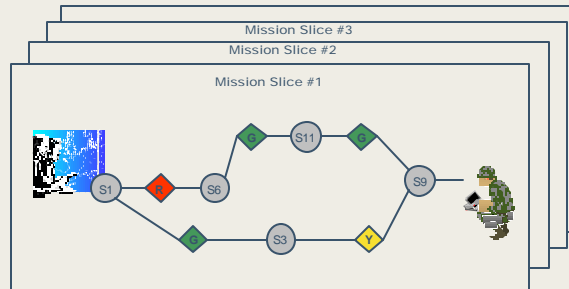 Mission Slice #3
Mission Slice #2
Mission Slice #1
G S11 G
S1 R S6 S9
G S3 Y